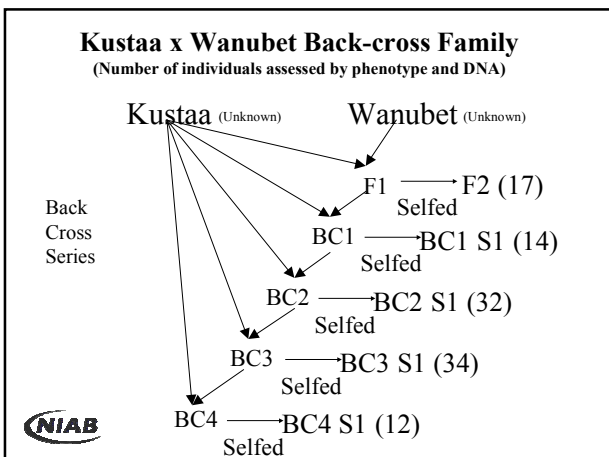 Kustaa x Wanubet Back-cross Family
(Number of individuals assessed by phenotype and DNA)
Kustaa (Unknown) Wanubet (Unknown)
F1 F2 (17)
Selfed
Back
Cross
Series
BC1 BC1 S1 (14)
Selfed
BC2 BC2 S1 (32)
Selfed
BC3 BC3 S1 (34)
Selfed
BC4 BC4 S1 (12)
Selfed
NIAB